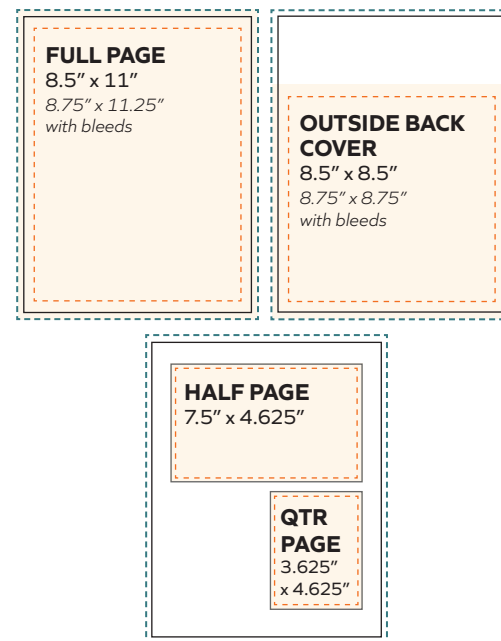 FULL PAGE
8.5” x 11”
8.75” x 11.25”
with bleeds
OUTSIDE BACK
COVER
8.5” x 8.5”
8.75” x 8.75”
with bleeds
HALF PAGE
7.5” x 4.625”
QTR
PAGE
3.625”
x 4.625”